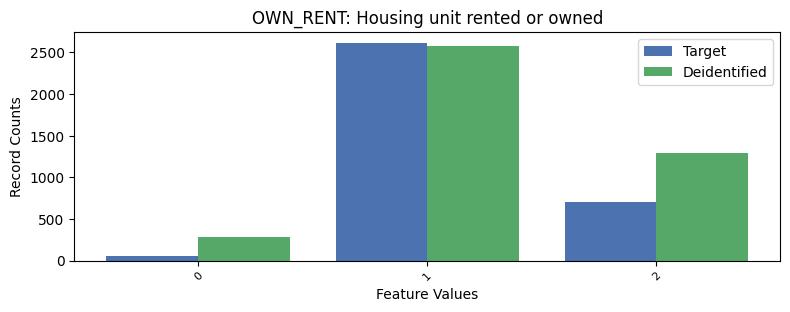 OWN_RENT: Housing unit rented or owned
Target
Deidentified
Record Counts
2500
2000
1500
1000
500
0
0
1
2
Feature Values